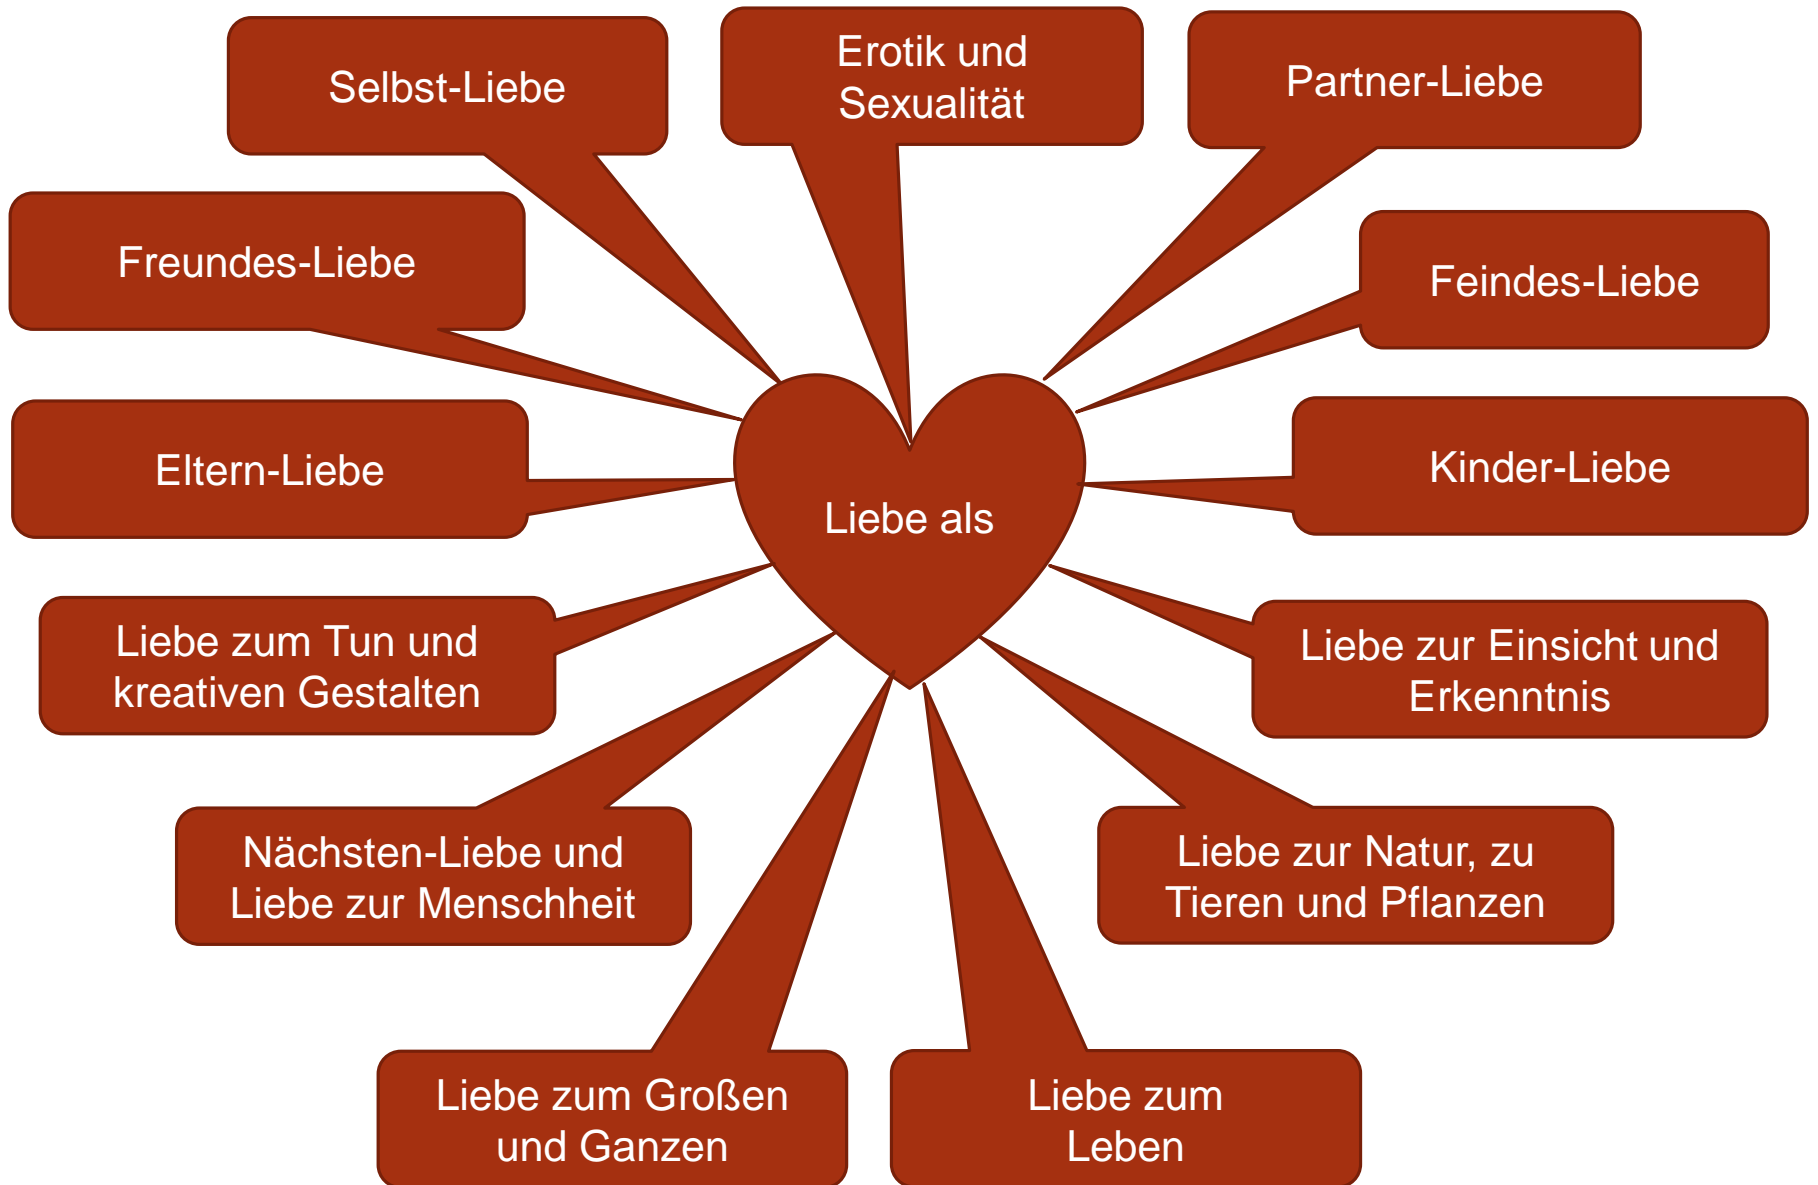 Selbst-Liebe
Erotik und
Sexualität
Partner-Liebe
Freundes-Liebe
Feindes-Liebe
Eltern-Liebe
Kinder-Liebe
Liebe als
Liebe zum Tun und
kreativen Gestalten
Liebe zur Einsicht und
Erkenntnis
Nächsten-Liebe und
Liebe zur Menschheit
Liebe zur Natur, zu
Tieren und Pflanzen
Liebe zum Großen
und Ganzen
Liebe zum
Leben